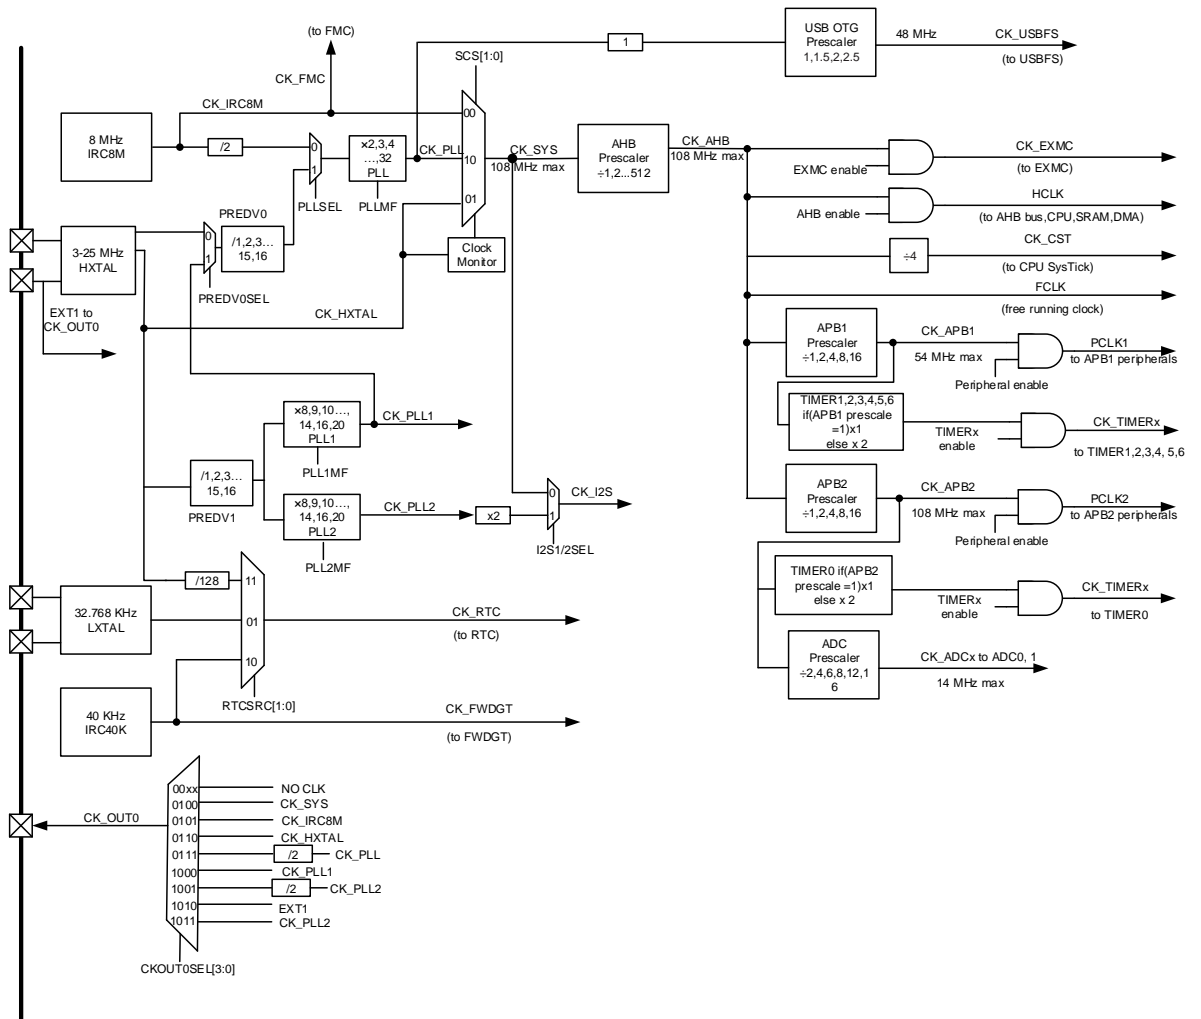 (to FMC)
CK_FMC
SCS[1:0]
1
USB OTG
Prescaler
1,1.5,2,2.5
48 MHz
CK_USBFS
(to USBFS)
CK_IRC8M
8 MHz
IRC8M
/2
0
1
PLLSEL
×2,3,4
…,32
PLL
PLLMF
CK_PLL
00
10
01
CK_SYS
108 MHz max
AHB
Prescaler
÷1,2...512
CK_AHB
108 MHz max
EXMC enable
CK_EXMC
(to EXMC)
AHB enable
HCLK
(to AHB bus,CPU,SRAM,DMA)
÷4
CK_CST
(to CPU SysTick)
FCLK
(free running clock)
3-25 MHz
HXTAL
PREDV0
0
1
/1,2,3…
15,16
PREDV0SEL
Clock
Monitor
EXT1 to
CK_OUT0
CK_HXTAL
APB1
Prescaler
÷1,2,4,8,16
CK_APB1
54 MHz max
Peripheral enable
PCLK1
to APB1 peripherals
TIMER1,2,3,4,5,6
if(APB1 prescale
=1)x1
else x 2
TIMERx
enable
CK_TIMERx
to TIMER1,2,3,4, 5,6
×8,9,10…,
14,16,20
PLL1
CK_PLL1
PLL1MF
/1,2,3…
15,16
PREDV1
×8,9,10…,
14,16,20
PLL2
CK_PLL2
PLL2MF
x2
0
1
CK_I2S
I2S1/2SEL
APB2
Prescaler
÷1,2,4,8,16
CK_APB2
108 MHz max
Peripheral enable
PCLK2
to APB2 peripherals
TIMER0 if(APB2
prescale =1)x1
else x 2
TIMERx
enable
CK_TIMERx
to TIMER0
ADC
Prescaler
÷2,4,6,8,12,1
6
CK_ADCx to ADC0, 1
14 MHz max
/128
11
01
10
32.768 KHz
LXTAL
CK_RTC
(to RTC)
RTCSRC[1:0]
40 KHz
IRC40K
CK_FWDGT
(to FWDGT)
CK_OUT0
00xx NO CLK
0100 CK_SYS
0101 CK_IRC8M
0110 CK_HXTAL
0111 /2 CK_PLL
1000 CK_PLL1
1001 /2 CK_PLL2
1010 EXT1
1011 CK_PLL2
CKOUT0SEL[3:0]